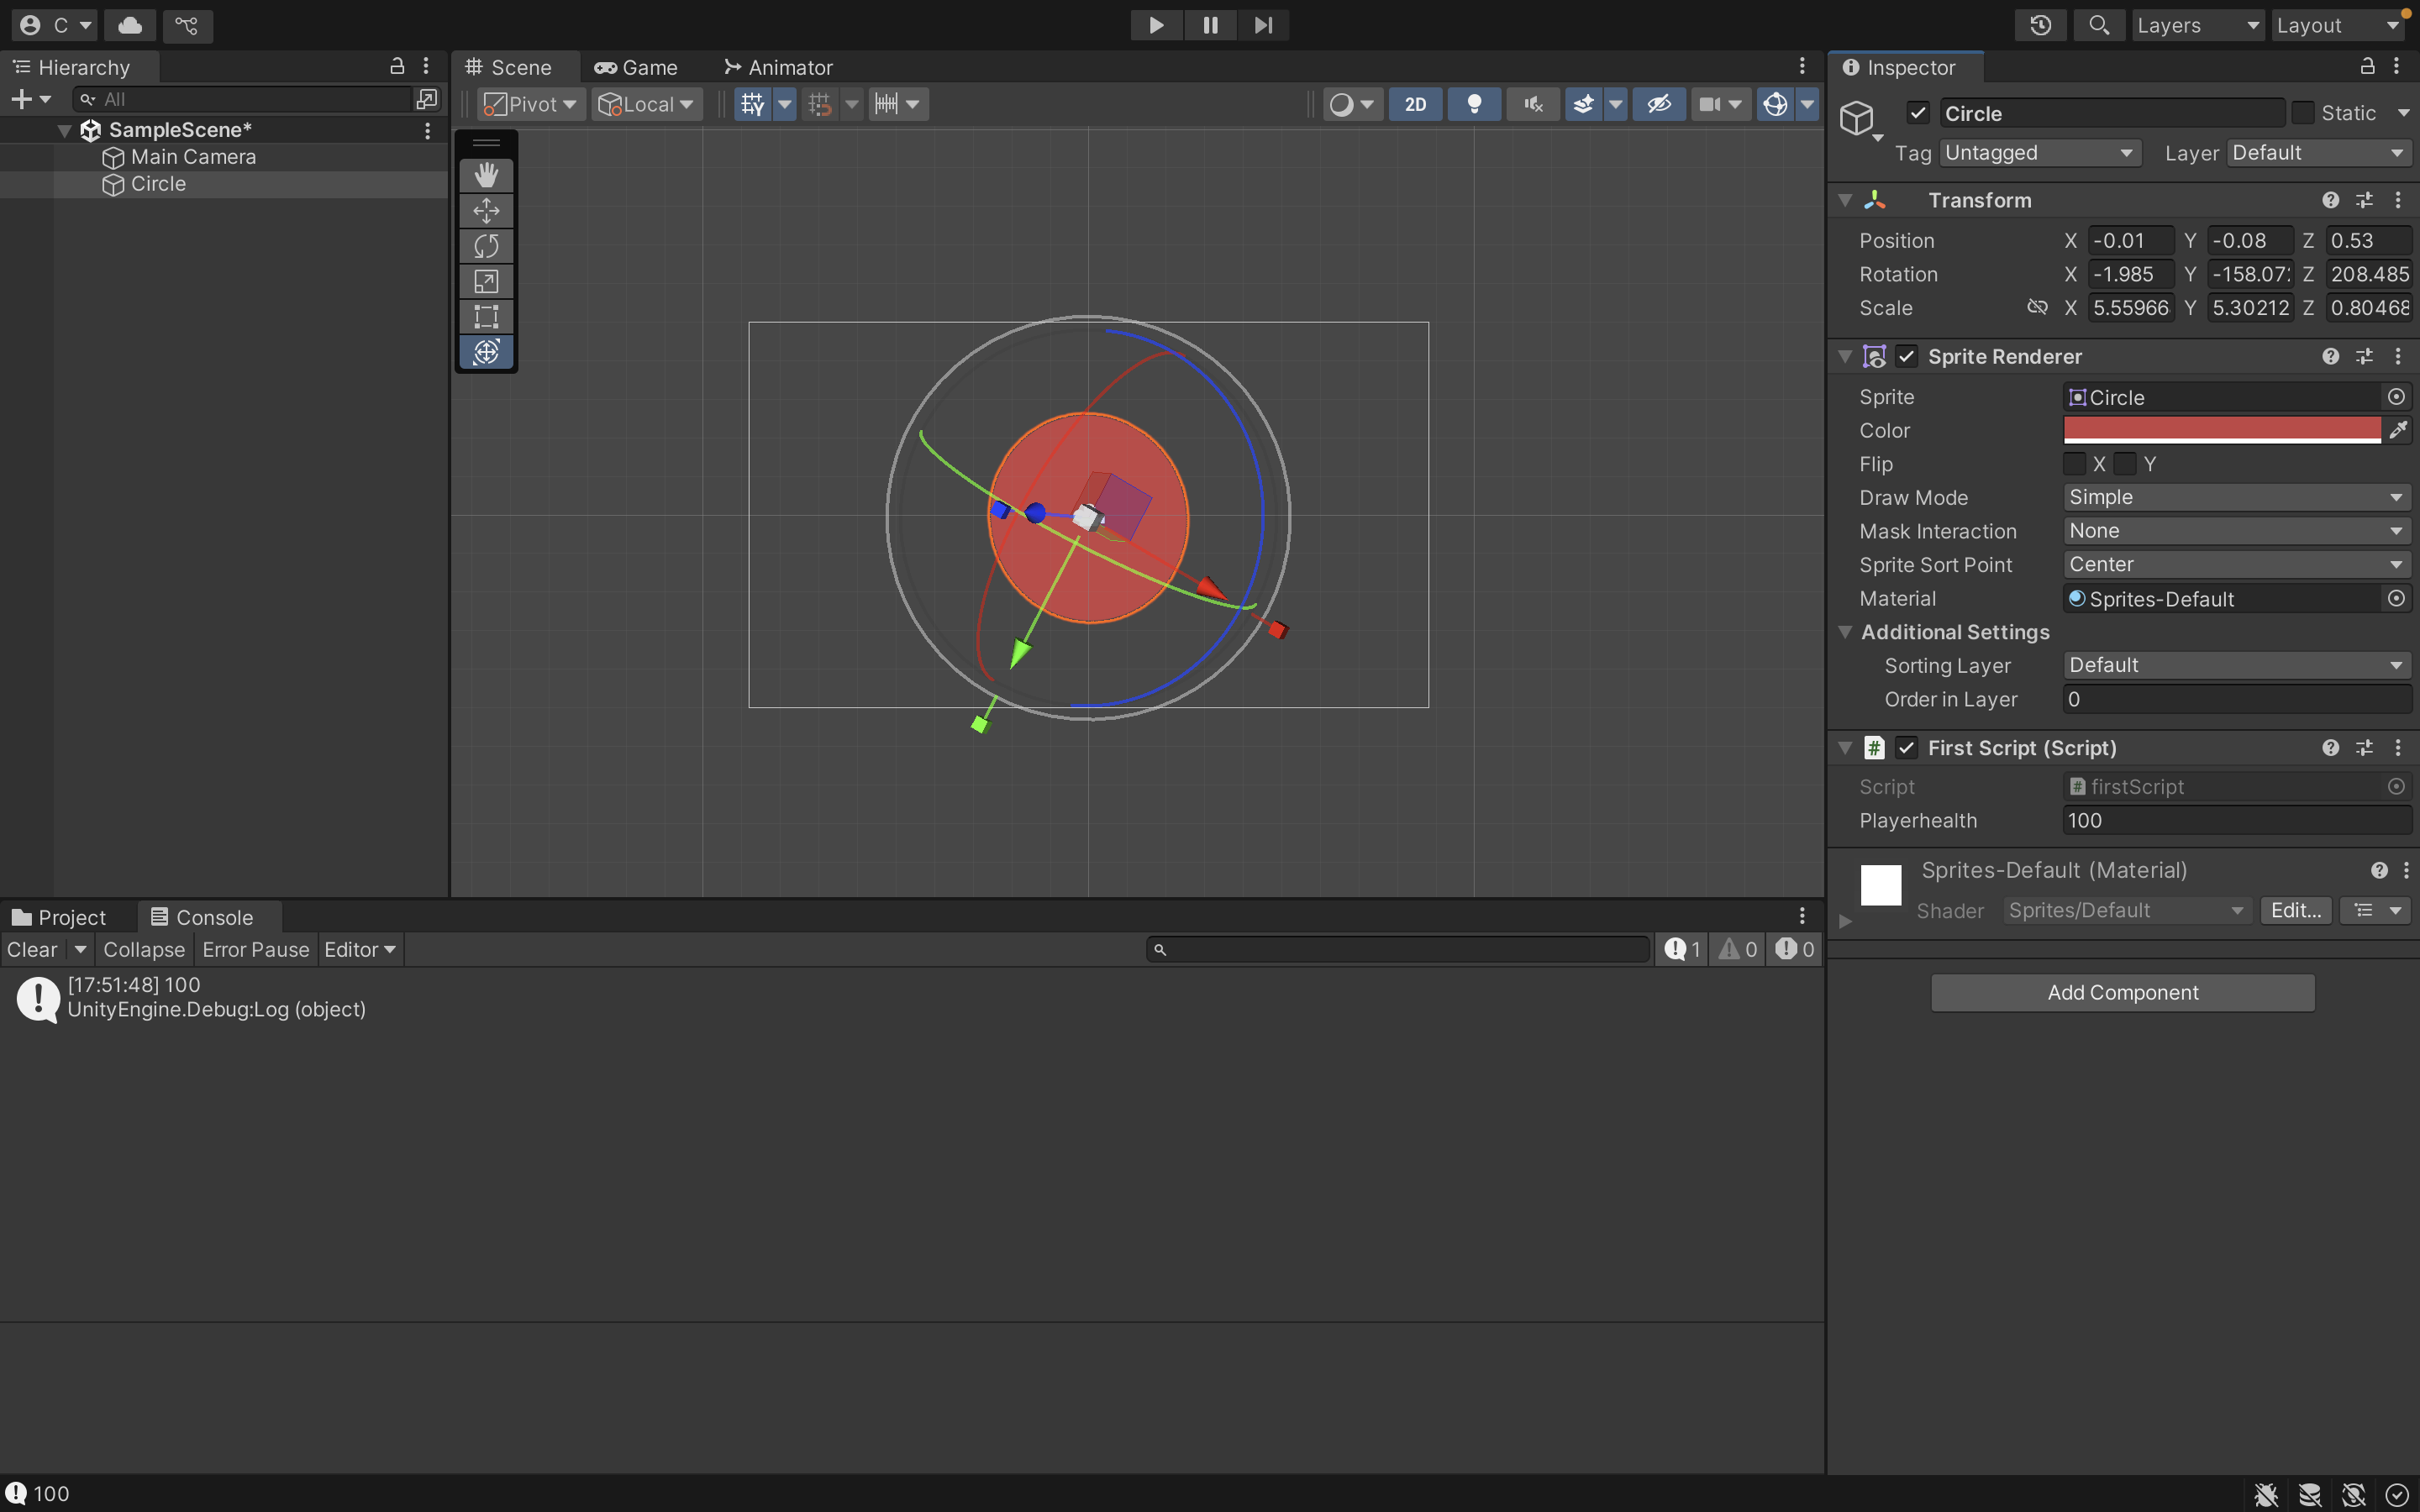 C
Layers
Layout
Hierarchy
All
SampleScene*
Main Camera
Circle
Scene
Game
Animator
Pivot
Local
2D
Inspector
Circle
Static
Tag Untagged Layer Default
Transform
Position X -0.01 Y -0.08 Z 0.53
Rotation X -1.985 Y -158.07 Z 208.485
Scale X 5.55966 Y 5.30212 Z 0.80468
Sprite Renderer
Sprite Circle
Color
Flip X Y
Draw Mode Simple
Mask Interaction None
Sprite Sort Point Center
Material Sprites-Default
Additional Settings
Sorting Layer Default
Order in Layer 0
# First Script (Script)
Script # firstScript
Playerhealth 100
Sprites-Default (Material)
Shader Sprites/Default Edit...
Add Component
Project
Console
Clear Collapse Error Pause Editor
1 0 0
[17:51:48] 100
UnityEngine.Debug:Log (object)
100